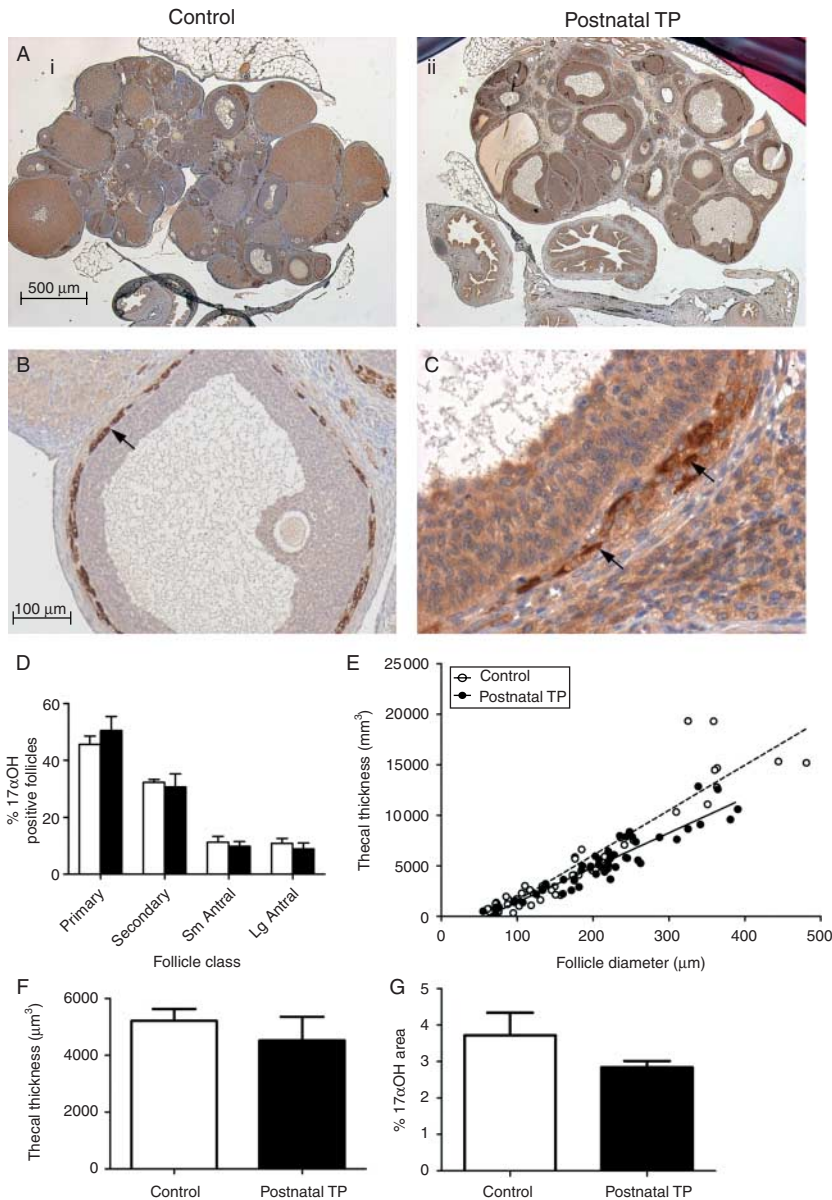 Control
Postnatal TP
A
i
ii
500 μm
B
C
100 μm
D
% 17αOH
positive follicles
60
40
20
0
Primary
Secondary
Sm Antral
Lg Antral
Follicle class
E
Thecal thickness (mm³)
25000
20000
15000
10000
5000
0
Control
Postnatal TP
0
100
200
300
400
500
Follicle diameter (μm)
F
Thecal thickness (μm³)
6000
4000
2000
0
Control
Postnatal TP
G
% 17αOH area
5
4
3
2
1
0
Control
Postnatal TP